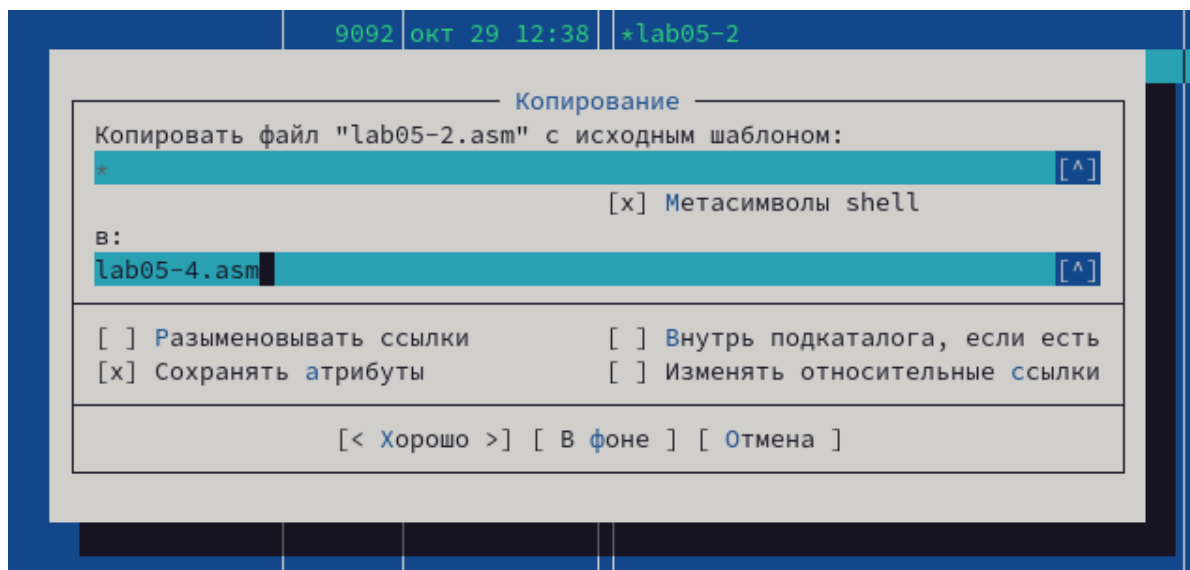 9092 окт 29 12:38 *lab05-2
Копирование
Копировать файл "lab05-2.asm" с исходным шаблоном:
* [^]
[x] Метасимволы shell
в:
lab05-4.asm [^]
[ ] Разыменовывать ссылки [ ] Внутрь подкаталога, если есть
[x] Сохранять атрибуты [ ] Изменять относительные ссылки
[< Хорошо >] [ В фоне ] [ Отмена ]